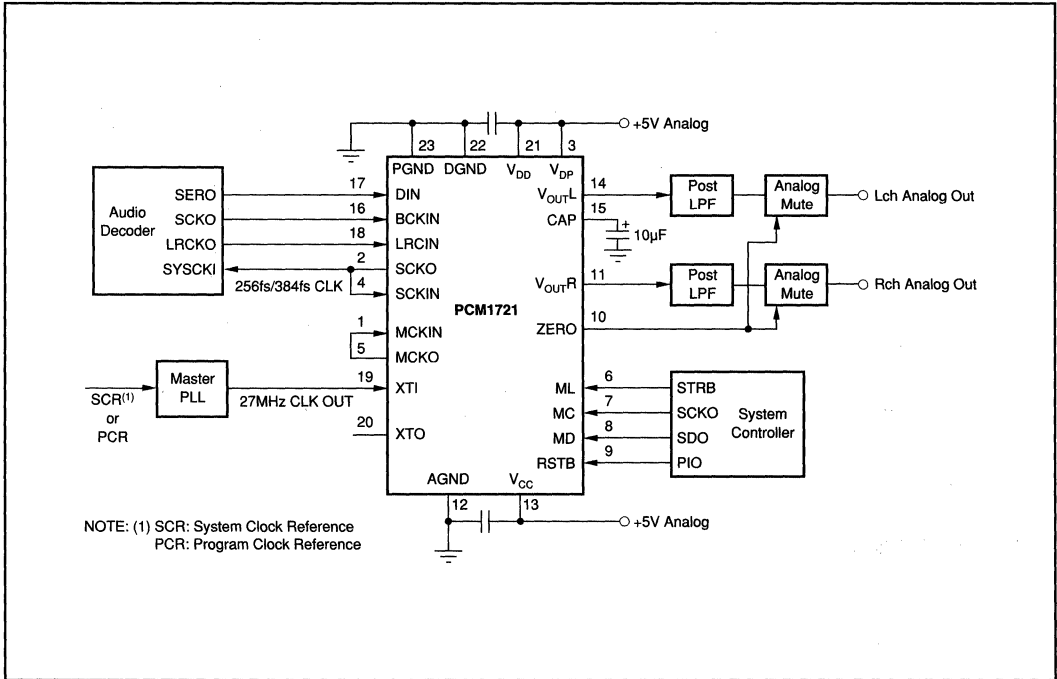 +5V Analog
23 22 21 3
PGND DGND VDD VDP
Audio Decoder
SERO 17 DIN
SCKO 16 BCKIN
LRCKO 18 LRCIN
SYSCKI 2 SCKO
256fs/384fs CLK 4 SCKIN
1 MCKIN
5 MCKO
SCR(1) or PCR
Master PLL
27MHz CLK OUT
19 XTI
20 XTO
PCM1721
VOUTL 14
Post LPF
Analog Mute
Lch Analog Out
CAP 15
+
10µF
VOUTR 11
Post LPF
Analog Mute
Rch Analog Out
ZERO 10
ML 6 STRB
MC 7 SCKO
MD 8 SDO
RSTB 9 PIO
System Controller
AGND VCC
12 13
+5V Analog
NOTE: (1) SCR: System Clock Reference
PCR: Program Clock Reference